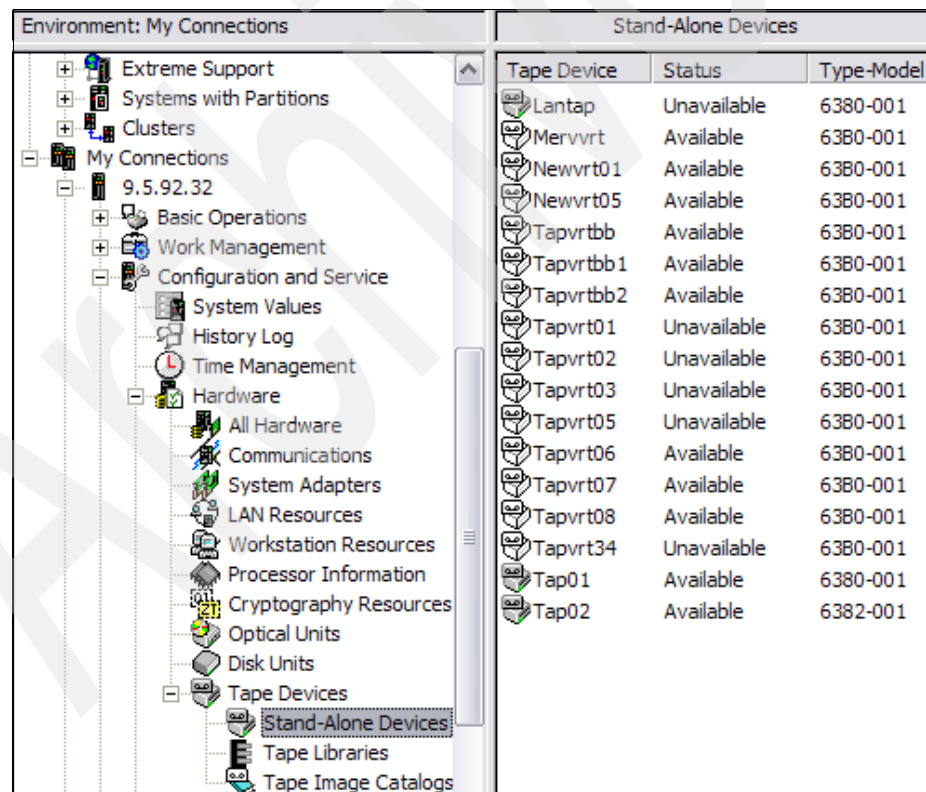 Environment: My Connections
Extreme Support
Systems with Partitions
Clusters
My Connections
9.5.92.32
Basic Operations
Work Management
Configuration and Service
System Values
History Log
Time Management
Hardware
All Hardware
Communications
System Adapters
LAN Resources
Workstation Resources
Processor Information
Cryptography Resources
Optical Units
Disk Units
Tape Devices
Stand-Alone Devices
Tape Libraries
Tape Image Catalogs
Stand-Alone Devices
Tape Device Status Type-Model
Lantap Unavailable 6380-001
Mervvrt Available 63B0-001
Newvrt01 Available 63B0-001
Newvrt05 Available 63B0-001
Tapvrtbb Available 63B0-001
Tapvrtbb1 Available 63B0-001
Tapvrtbb2 Available 63B0-001
Tapvrt01 Unavailable 63B0-001
Tapvrt02 Unavailable 63B0-001
Tapvrt03 Unavailable 63B0-001
Tapvrt05 Unavailable 63B0-001
Tapvrt06 Available 63B0-001
Tapvrt07 Available 63B0-001
Tapvrt08 Available 63B0-001
Tapvrt34 Unavailable 63B0-001
Tap01 Available 6380-001
Tap02 Available 6382-001